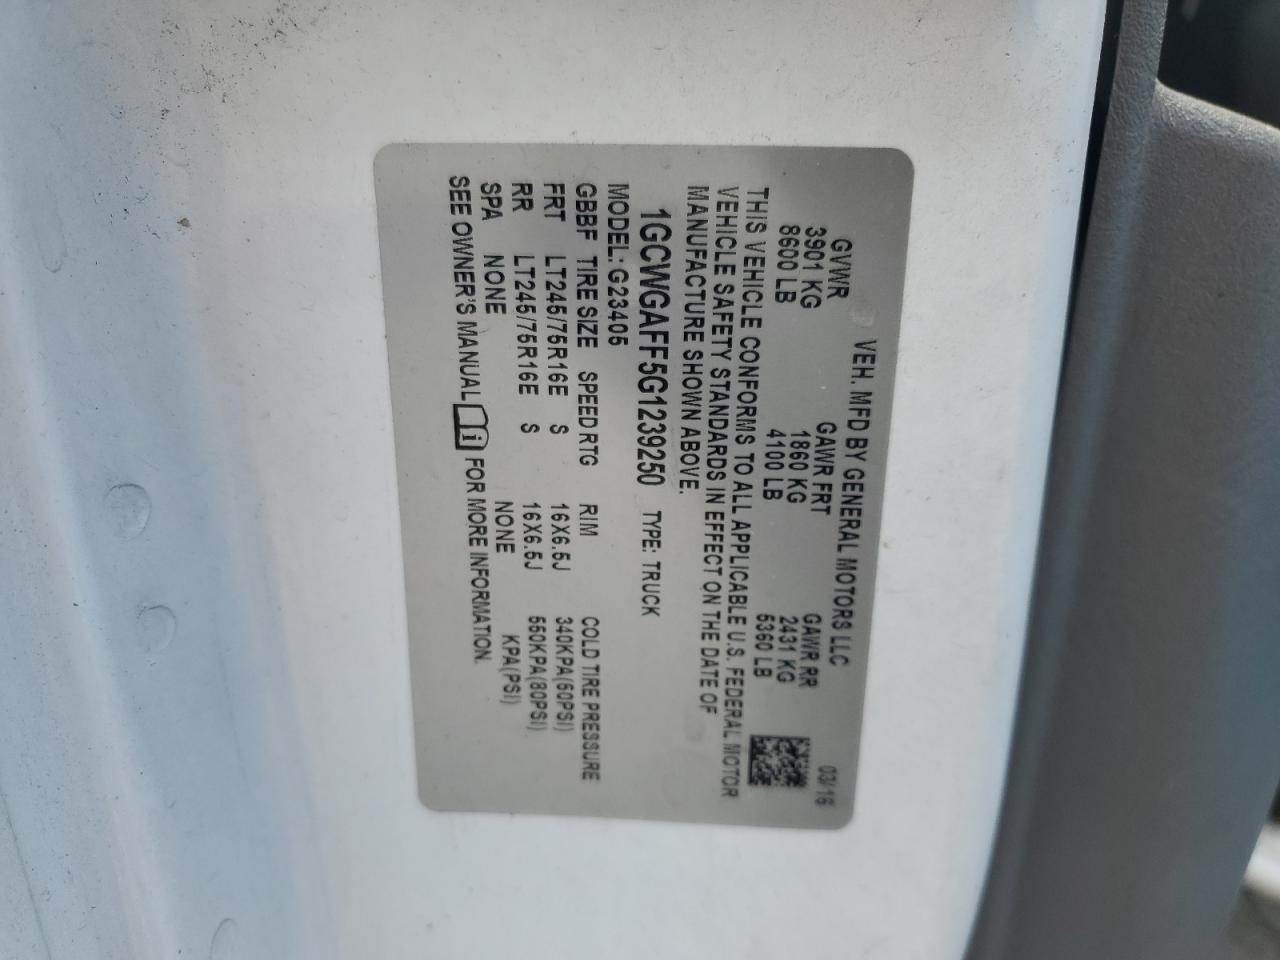 VEH. MFD BY GENERAL MOTORS LLC 03/16
GVWR GAWR FRT GAWR RR
3901 KG 1860 KG 2431 KG
8600 LB 4100 LB 5360 LB
THIS VEHICLE CONFORMS TO ALL APPLICABLE U.S. FEDERAL MOTOR
VEHICLE SAFETY STANDARDS IN EFFECT ON THE DATE OF
MANUFACTURE SHOWN ABOVE.
1GCWGAFF5G1239250 TYPE: TRUCK
MODEL: G23405
GBBF TIRE SIZE SPEED RTG RIM COLD TIRE PRESSURE
FRT LT245/75R16E S 16X6.5J 340KPA(50PSI)
RR LT245/75R16E S 16X6.5J 550KPA(80PSI)
SPA NONE NONE KPA(PSI)
SEE OWNER'S MANUAL FOR MORE INFORMATION.